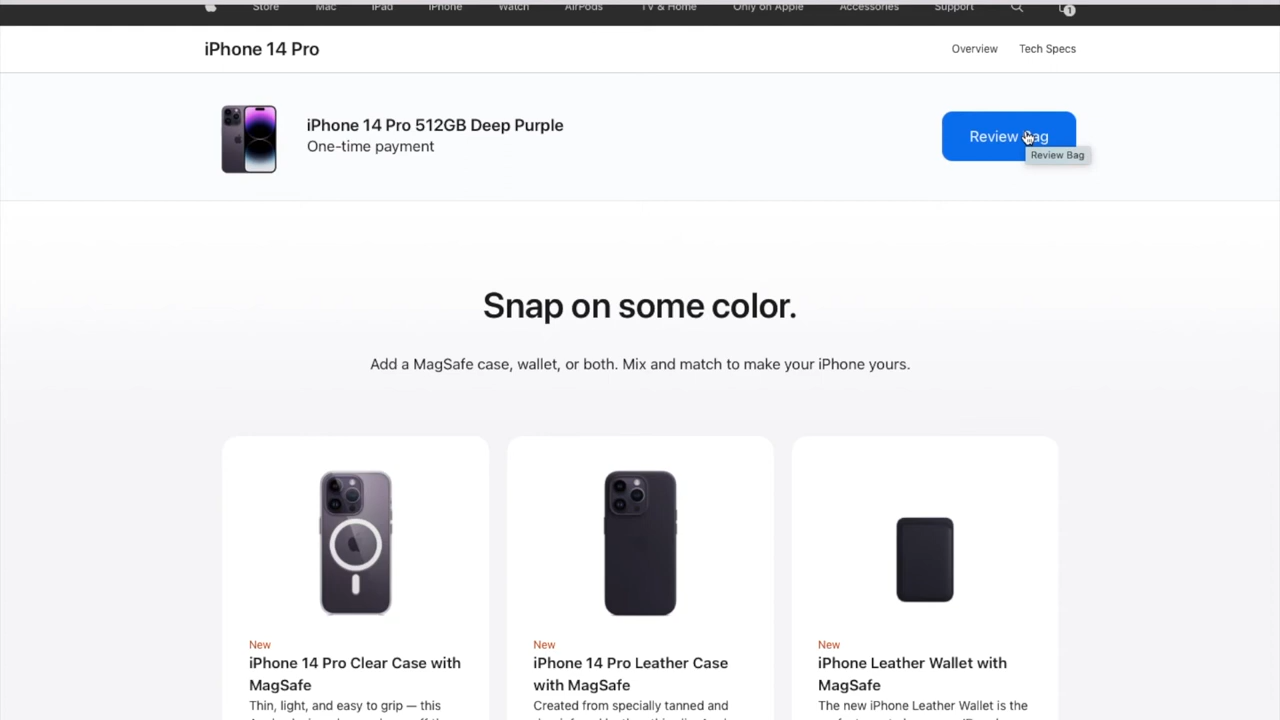 Store Mac iPad iPhone Watch AirPods TV & Home Only on Apple Accessories Support 1
iPhone 14 Pro
Overview Tech Specs
iPhone 14 Pro 512GB Deep Purple
One-time payment
Review Bag
Review Bag
Snap on some color.
Add a MagSafe case, wallet, or both. Mix and match to make your iPhone yours.
New
iPhone 14 Pro Clear Case with
MagSafe
Thin, light, and easy to grip — this
New
iPhone 14 Pro Leather Case
with MagSafe
Created from specially tanned and
New
iPhone Leather Wallet with
MagSafe
The new iPhone Leather Wallet is the